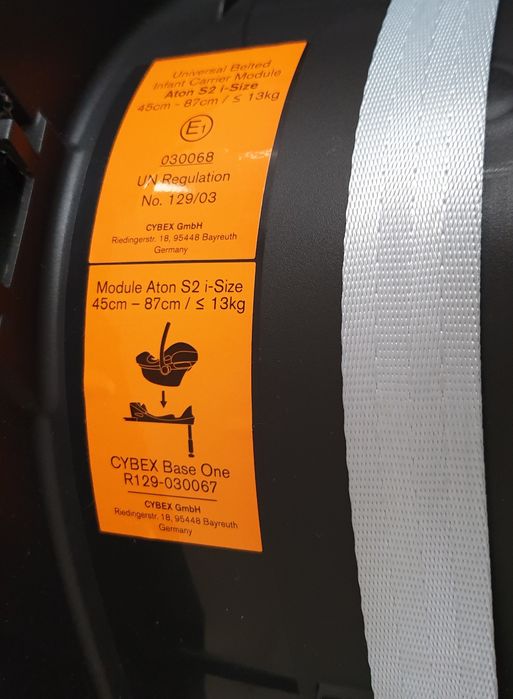 Universal Belted
Infant Carrier Module
Aton S2 i-Size
45cm - 87cm / ≤ 13kg
E1
030068
UN Regulation
No. 129/03
CYBEX GmbH
Riedingerstr. 18, 95448 Bayreuth
Germany
Module Aton S2 i-Size
45cm – 87cm / ≤ 13kg
CYBEX Base One
R129-030067
CYBEX GmbH
Riedingerstr. 18, 95448 Bayreuth
Germany